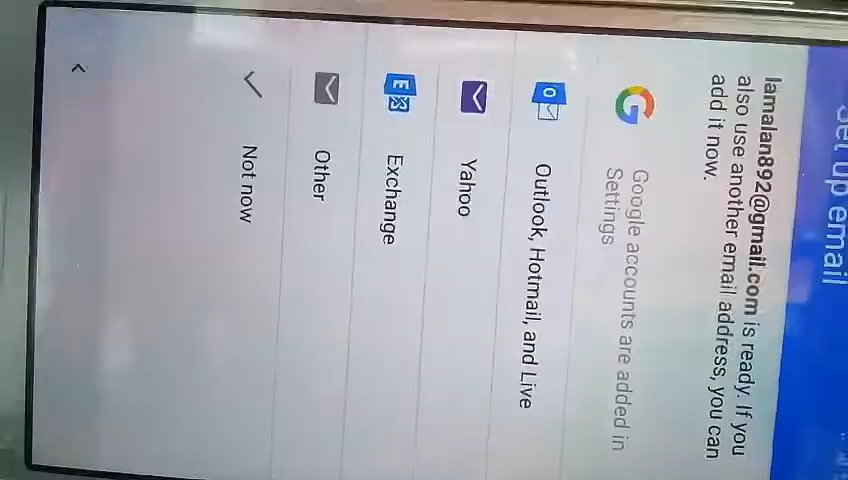 Set up email
lamalan892@gmail.com is ready. If you
also use another email address, you can
add it now.
Google accounts are added in
Settings
Outlook, Hotmail, and Live
Yahoo
Exchange
Other
Not now